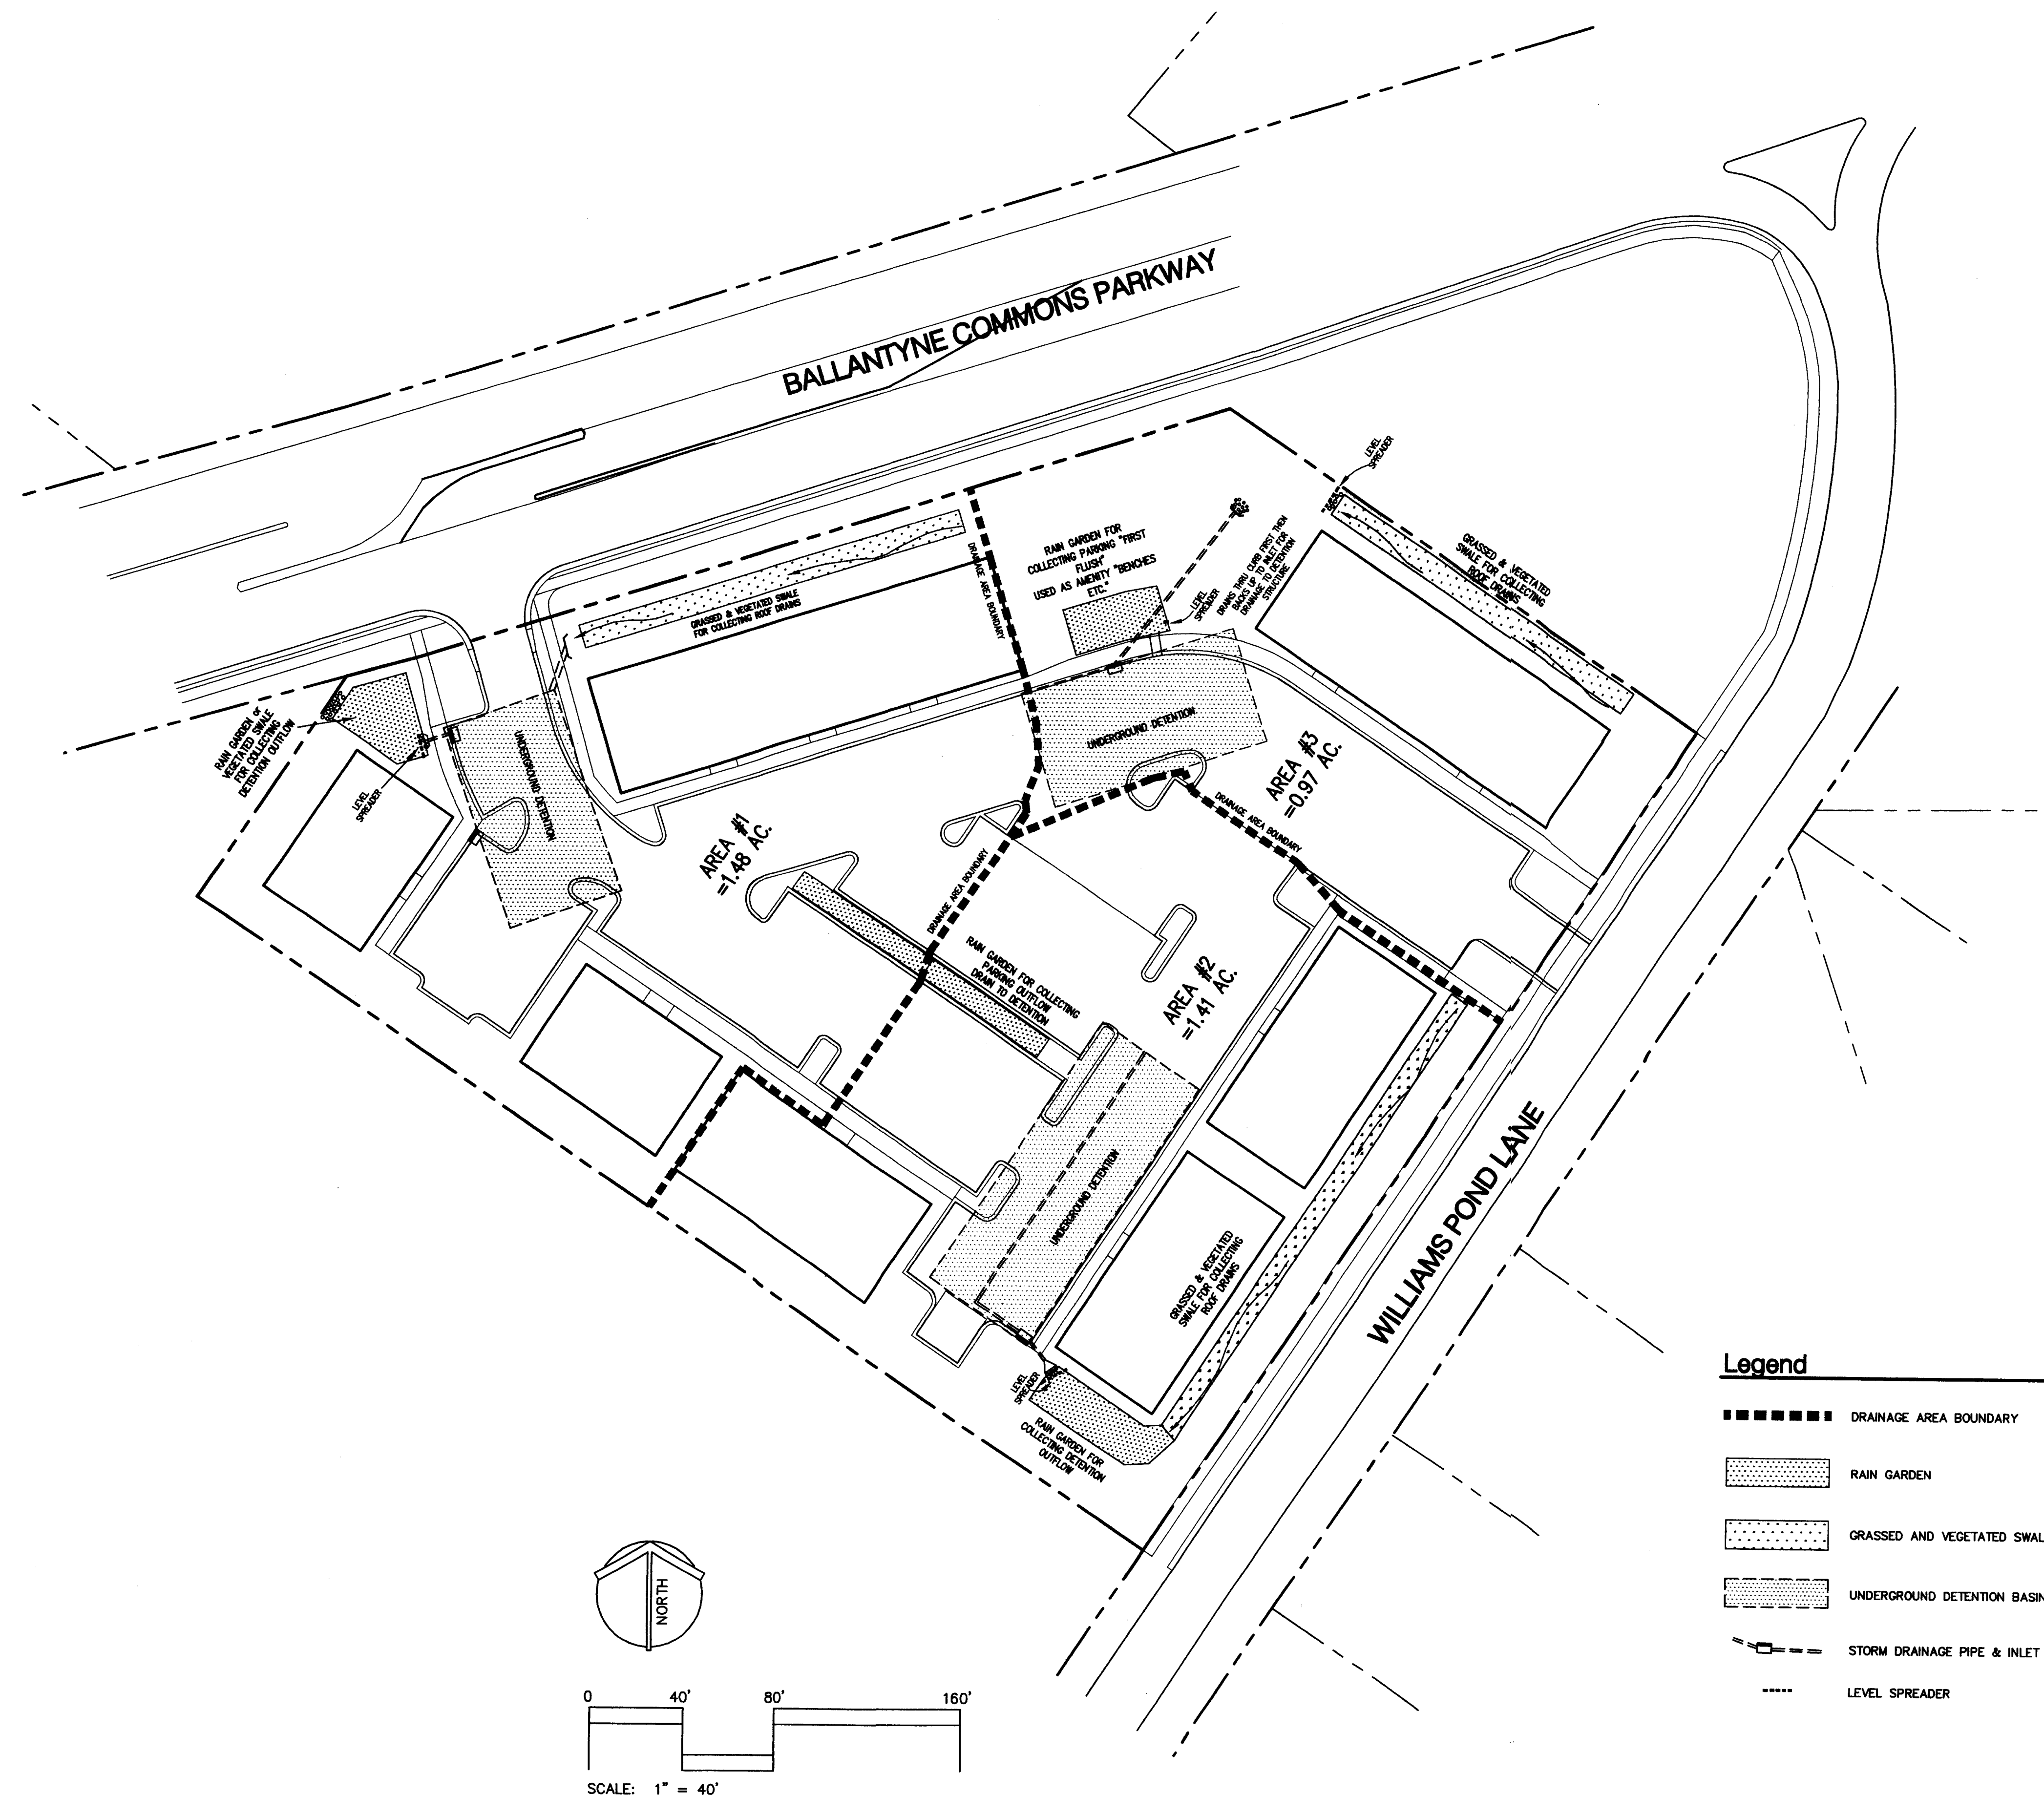 BALLANTYNE COMMONS PARKWAY
LEVEL
SPREADER
GRASSED & VEGETATED
SWALE FOR COLLECTING
ROOF DRAINS
RAIN GARDEN FOR
COLLECTING PARKING "FIRST
FLUSH"
USED AS AMENITY "BENCHES
ETC."
LEVEL
SPREADER
DRAINS THRU CURB FIRST THEN
BACKS UP TO INLET FOR
DRAINAGE TO DETENTION
STRUCTURE
DRAINAGE AREA BOUNDARY
GRASSED & VEGETATED SWALE
FOR COLLECTING ROOF DRAINS
RAIN GARDEN or
VEGETATED SWALE
FOR COLLECTING
DETENTION OUTFLOW
LEVEL
SPREADER
UNDERGROUND DETENTION
UNDERGROUND DETENTION
AREA #3
=0.97 AC.
DRAINAGE AREA BOUNDARY
AREA #1
=1.48 AC.
DRAINAGE AREA BOUNDARY
RAIN GARDEN FOR COLLECTING
PARKING OUTFLOW
DRAIN TO DETENTION
AREA #2
=1.41 AC.
UNDERGROUND DETENTION
GRASSED & VEGETATED
SWALE FOR COLLECTING
ROOF DRAINS
WILLIAMS POND LANE
LEVEL
SPREADER
RAIN GARDEN FOR
COLLECTING DETENTION
OUTFLOW
Legend
DRAINAGE AREA BOUNDARY
RAIN GARDEN
GRASSED AND VEGETATED SWAL
UNDERGROUND DETENTION BASIN
STORM DRAINAGE PIPE & INLET
LEVEL SPREADER
NORTH
0 40' 80' 160'
SCALE: 1" = 40'